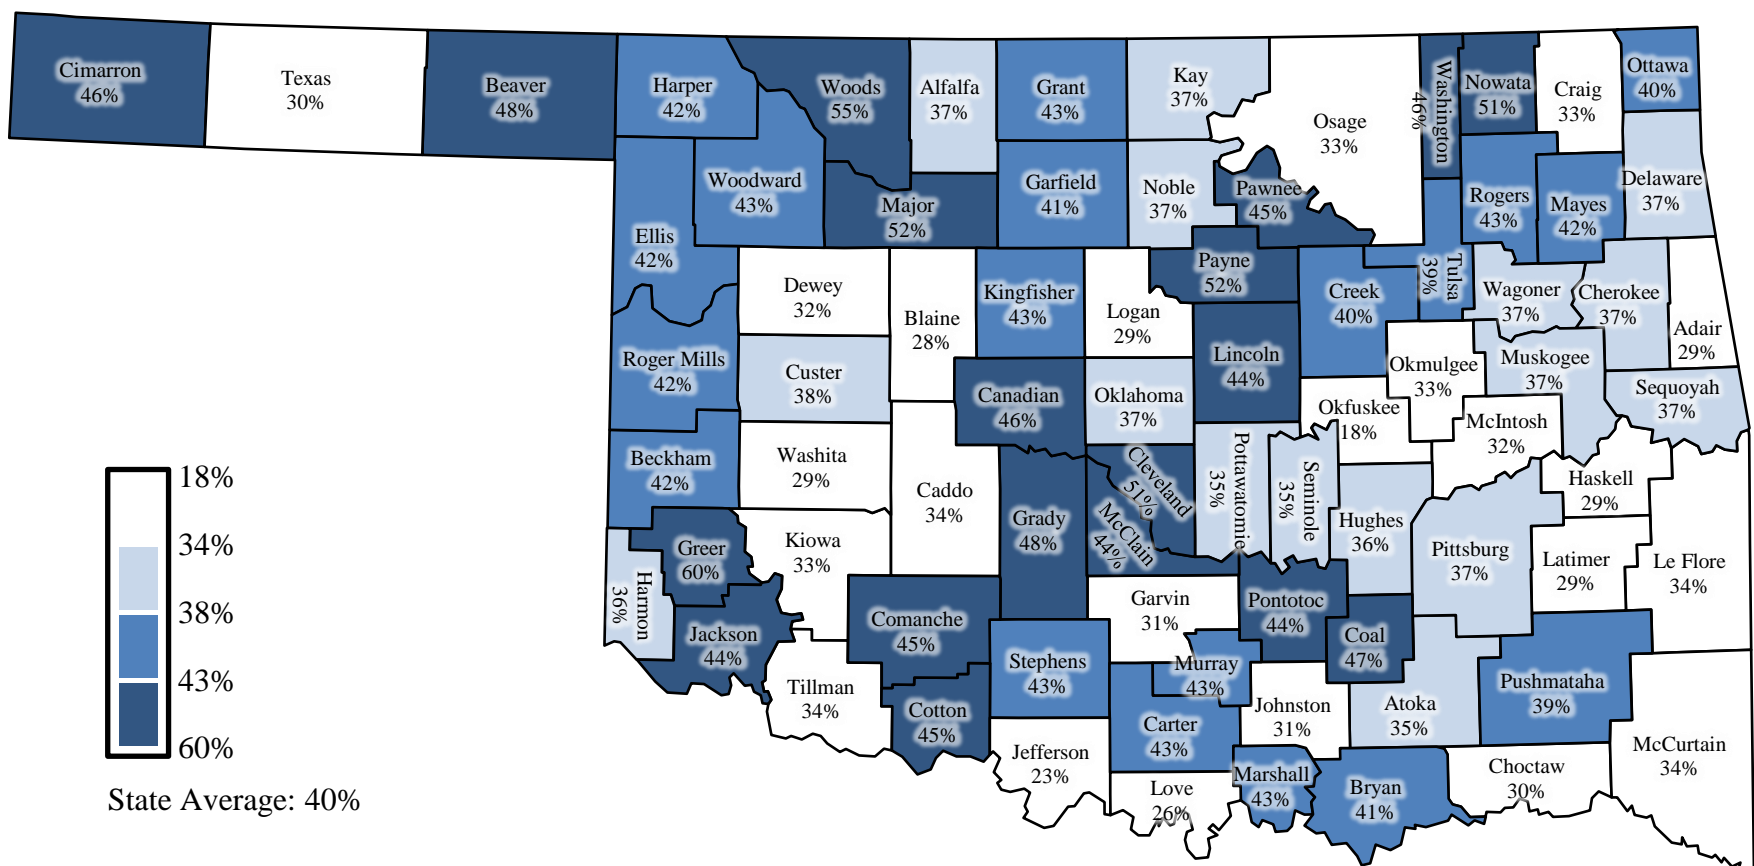 Cimarron
46%
Texas
30%
Beaver
48%
Harper
42%
Woods
55%
Alfalfa
37%
Grant
43%
Kay
37%
Osage
33%
Washington
46%
Nowata
51%
Craig
33%
Ottawa
40%
Ellis
42%
Woodward
43%
Major
52%
Garfield
41%
Noble
37%
Pawnee
45%
Rogers
43%
Mayes
42%
Delaware
37%
Dewey
32%
Blaine
28%
Kingfisher
43%
Logan
29%
Payne
52%
Creek
40%
Tulsa
39%
Wagoner
37%
Cherokee
37%
Adair
29%
Roger Mills
42%
Custer
38%
Canadian
46%
Oklahoma
37%
Lincoln
44%
Okmulgee
33%
Muskogee
37%
Sequoyah
37%
Okfuskee
18%
McIntosh
32%
Beckham
42%
Washita
29%
Caddo
34%
Grady
48%
Cleveland
51%
McClain
44%
Pottawatomie
35%
Seminole
35%
Hughes
36%
Pittsburg
37%
Haskell
29%
Latimer
29%
Le Flore
34%
Harmon
36%
Greer
60%
Kiowa
33%
Jackson
44%
Comanche
45%
Garvin
31%
Pontotoc
44%
Coal
47%
Tillman
34%
Cotton
45%
Stephens
43%
Murray
43%
Carter
43%
Johnston
31%
Atoka
35%
Pushmataha
39%
Jefferson
23%
Love
26%
Marshall
43%
Bryan
41%
Choctaw
30%
McCurtain
34%
18%
34%
38%
43%
60%
State Average: 40%